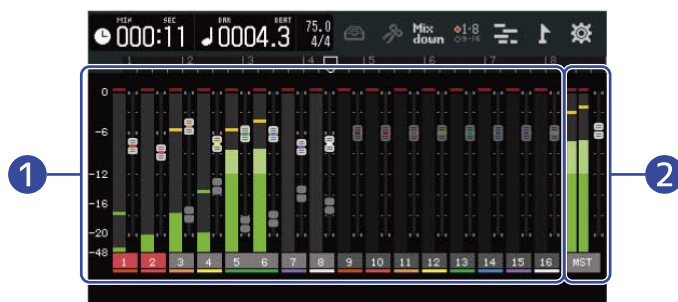 MIN SEC BAR BEAT
000:11 0004.3 75.0 4/4 Mix down 1-8 09-16
1 2 3 4 5 6 7 8
0
-6
-12
-16
-20
-48
1 2 3 4 5 6 7 8 9 10 11 12 13 14 15 16 MST
1 2